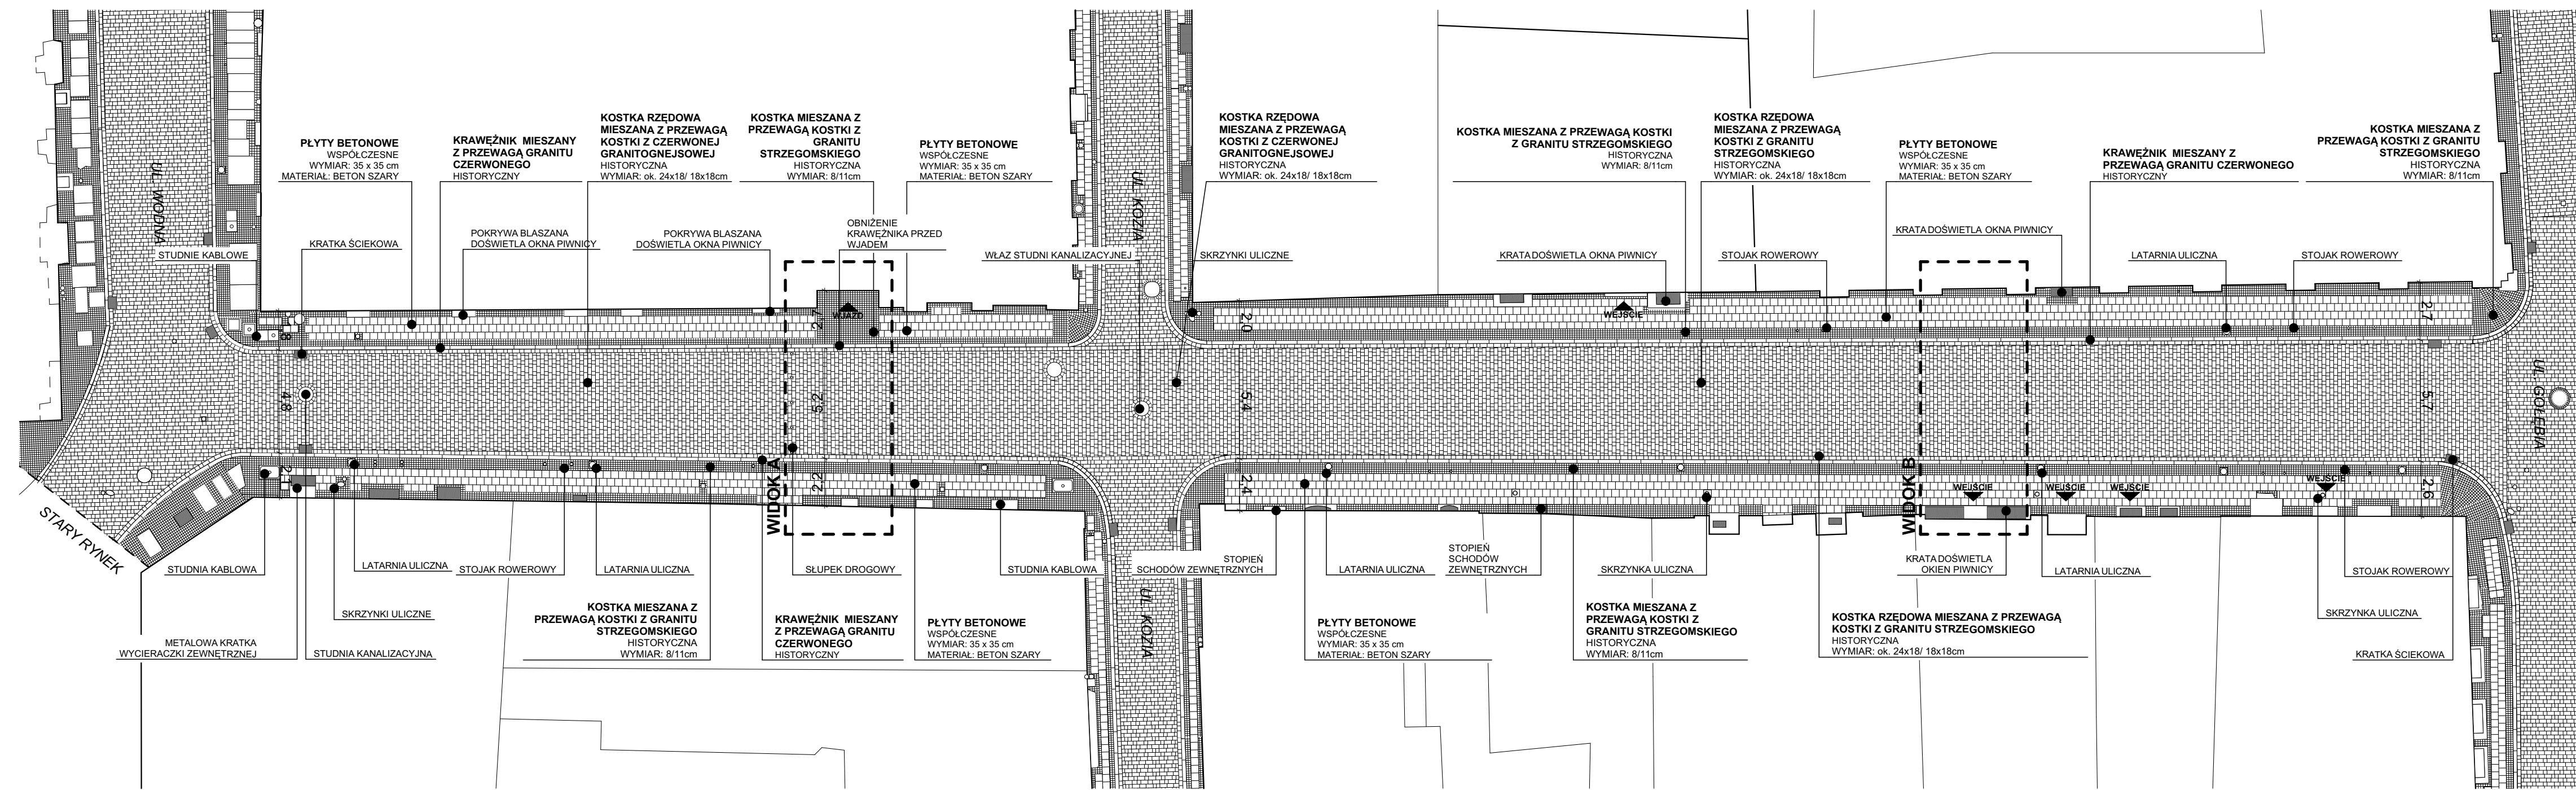 PŁYTY BETONOWE
WSPÓŁCZESNE
WYMIAR: 35 x 35 cm
MATERIAŁ: BETON SZARY
KRAWĘŻNIK MIESZANY
Z PRZEWAGĄ GRANITU
CZERWONEGO
HISTORYCZNY
KOSTKA RZĘDOWA
MIESZANA Z PRZEWAGĄ
KOSTKI Z CZERWONEJ
GRANITOGNEJSOWEJ
HISTORYCZNA
WYMIAR: ok. 24x18/ 18x18cm
KOSTKA MIESZANA Z
PRZEWAGĄ KOSTKI Z
GRANITU
STRZEGOMSKIEGO
HISTORYCZNA
WYMIAR: 8/11cm
PŁYTY BETONOWE
WSPÓŁCZESNE
WYMIAR: 35 x 35 cm
MATERIAŁ: BETON SZARY
KOSTKA RZĘDOWA
MIESZANA Z PRZEWAGĄ
KOSTKI Z CZERWONEJ
GRANITOGNEJSOWEJ
HISTORYCZNA
WYMIAR: ok. 24x18/ 18x18cm
KOSTKA MIESZANA Z PRZEWAGĄ KOSTKI
Z GRANITU STRZEGOMSKIEGO
HISTORYCZNA
WYMIAR: 8/11cm
KOSTKA RZĘDOWA
MIESZANA Z PRZEWAGĄ
KOSTKI Z GRANITU
STRZEGOMSKIEGO
HISTORYCZNA
WYMIAR: ok. 24x18/ 18x18cm
PŁYTY BETONOWE
WSPÓŁCZESNE
WYMIAR: 35 x 35 cm
MATERIAŁ: BETON SZARY
KRAWĘŻNIK MIESZANY Z
PRZEWAGĄ GRANITU CZERWONEGO
HISTORYCZNY
KOSTKA MIESZANA Z
PRZEWAGĄ KOSTKI Z GRANITU
STRZEGOMSKIEGO
HISTORYCZNA
WYMIAR: 8/11cm
UL. WODNA
UL. KOZIA
STUDNIE KABLOWE
KRATKA ŚCIEKOWA
POKRYWA BLASZANA
DOŚWIETLA OKNA PIWNICY
POKRYWA BLASZANA
DOŚWIETLA OKNA PIWNICY
OBNIŻENIE
KRAWĘŻNIKA PRZED
WJADEM
WŁAZ STUDNI KANALIZACYJNEJ
SKRZYNKI ULICZNE
KRATA DOŚWIETLA OKNA PIWNICY
STOJAK ROWEROWY
KRATA DOŚWIETLA OKNA PIWNICY
LATARNIA ULICZNA
STOJAK ROWEROWY
WJAZD
WEJŚCIE
2.7
2.0
2.7
4.8
5.2
5.4
5.7
UL. GOŁĘBIA
2.2
2.4
2.6
WIDOK A
WIDOK B
WEJŚCIE
WEJŚCIE
WEJŚCIE
WEJŚCIE
STARY RYNEK
STUDNIA KABLOWA
LATARNIA ULICZNA
STOJAK ROWEROWY
LATARNIA ULICZNA
SŁUPEK DROGOWY
STUDNIA KABLOWA
STOPIEŃ
SCHODÓW ZEWNĘTRZNYCH
LATARNIA ULICZNA
STOPIEŃ
SCHODÓW
ZEWNĘTRZNYCH
SKRZYNKA ULICZNA
KRATA DOŚWIETLA
OKIEN PIWNICY
LATARNIA ULICZNA
STOJAK ROWEROWY
SKRZYNKI ULICZNE
SKRZYNKA ULICZNA
METALOWA KRATKA
WYCIERACZKI ZEWNĘTRZNEJ
STUDNIA KANALIZACYJNA
KOSTKA MIESZANA Z
PRZEWAGĄ KOSTKI Z GRANITU
STRZEGOMSKIEGO
HISTORYCZNA
WYMIAR: 8/11cm
KRAWĘŻNIK MIESZANY
Z PRZEWAGĄ GRANITU
CZERWONEGO
HISTORYCZNY
PŁYTY BETONOWE
WSPÓŁCZESNE
WYMIAR: 35 x 35 cm
MATERIAŁ: BETON SZARY
UL. KOZIA
PŁYTY BETONOWE
WSPÓŁCZESNE
WYMIAR: 35 x 35 cm
MATERIAŁ: BETON SZARY
KOSTKA MIESZANA Z
PRZEWAGĄ KOSTKI Z
GRANITU STRZEGOMSKIEGO
HISTORYCZNA
WYMIAR: 8/11cm
KOSTKA RZĘDOWA MIESZANA Z PRZEWAGĄ
KOSTKI Z GRANITU STRZEGOMSKIEGO
HISTORYCZNA
WYMIAR: ok. 24x18/ 18x18cm
KRATKA ŚCIEKOWA